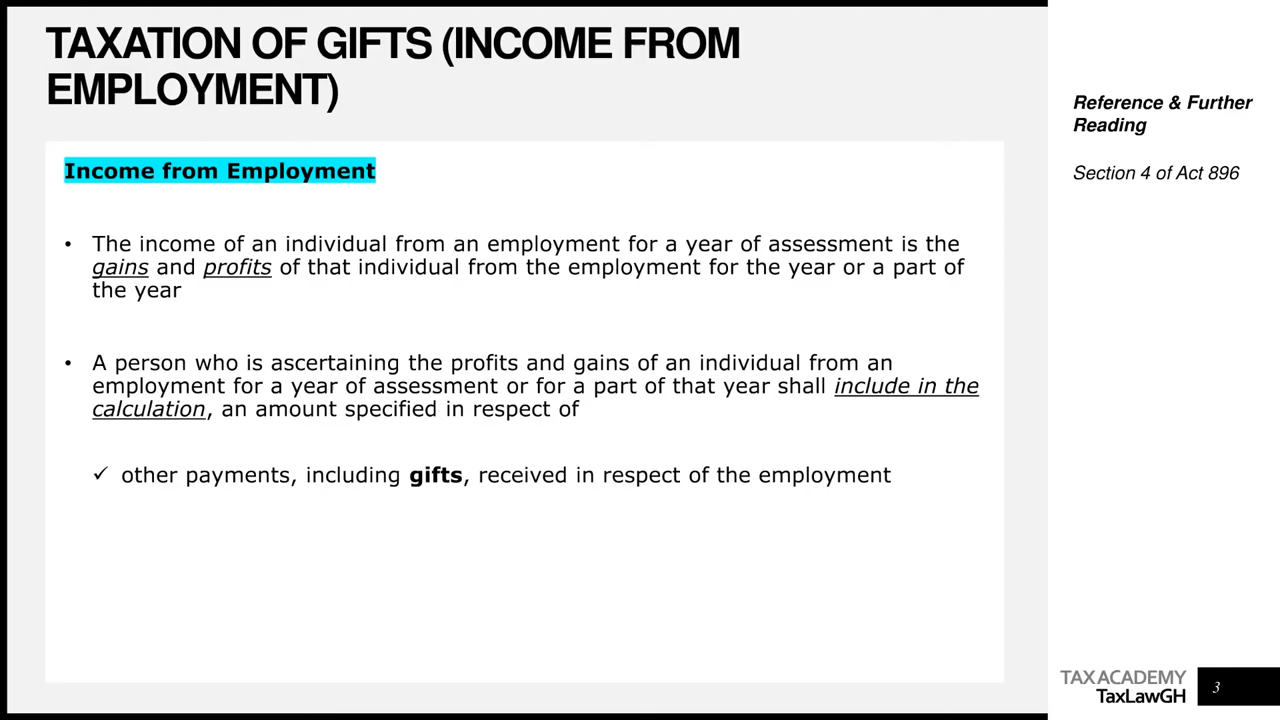 TAXATION OF GIFTS (INCOME FROM
EMPLOYMENT)
Income from Employment
• The income of an individual from an employment for a year of assessment is the
gains and profits of that individual from the employment for the year or a part of
the year
• A person who is ascertaining the profits and gains of an individual from an
employment for a year of assessment or for a part of that year shall include in the
calculation, an amount specified in respect of
✓ other payments, including gifts, received in respect of the employment
Reference & Further
Reading
Section 4 of Act 896
TAX ACADEMY
TaxLawGH
3